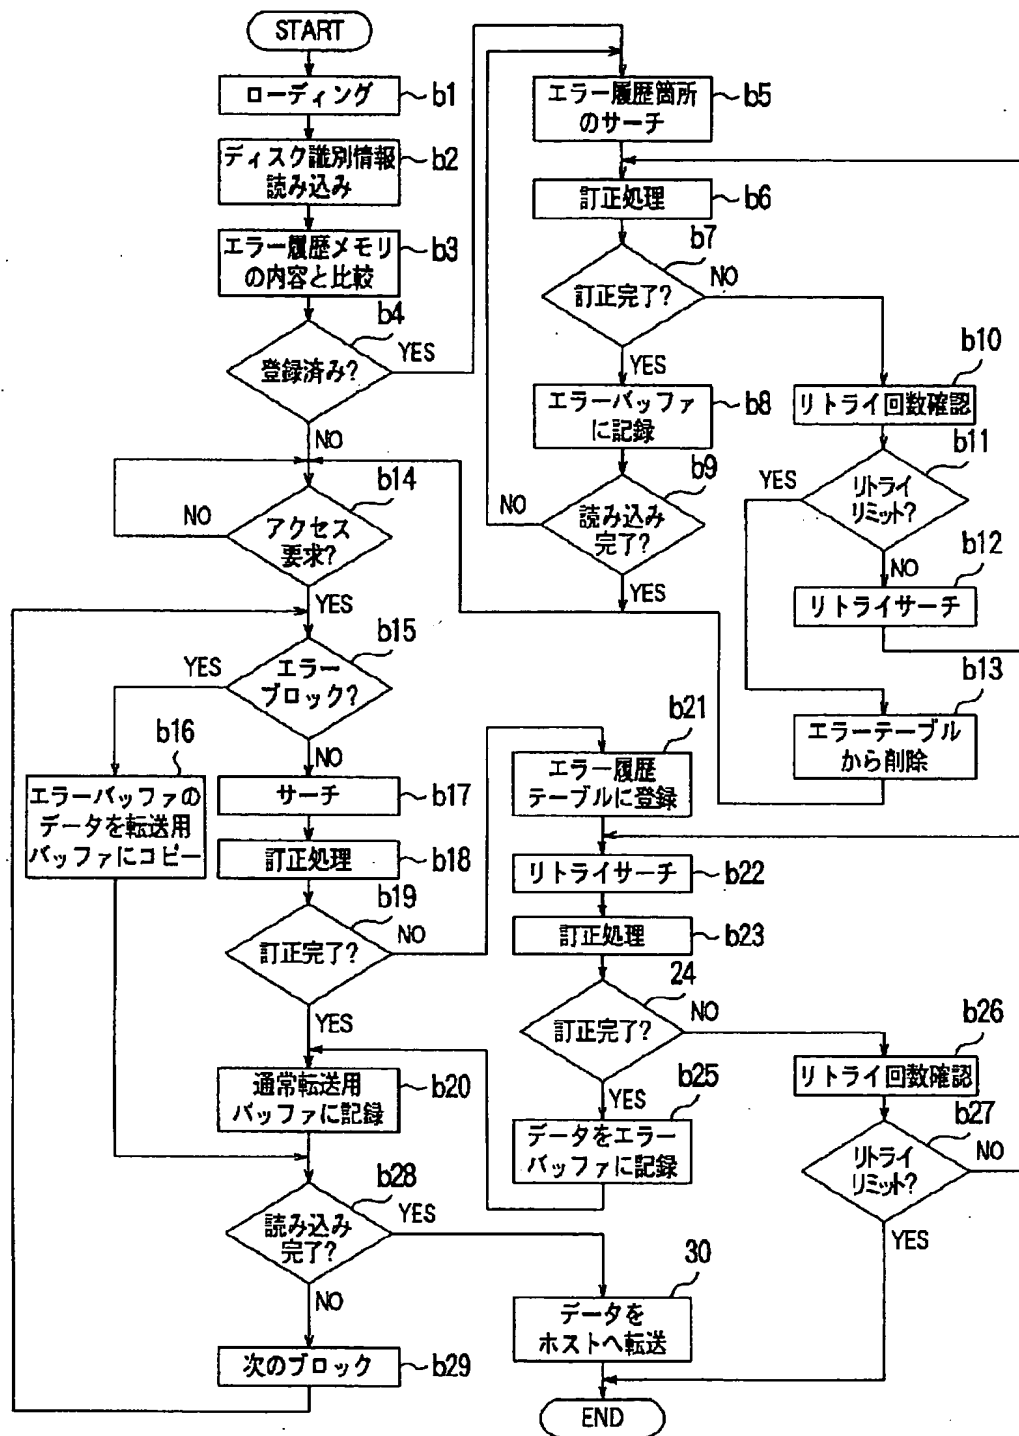 START
ローディング
b1
ディスク識別情報
読み込み
b2
エラー履歴メモリ
の内容と比較
b3
b4
登録済み?
YES
NO
b14
アクセス
要求?
NO
YES
b15
エラー
ブロック?
YES
NO
b16
エラーバッファの
データを転送用
バッファにコピー
サーチ
b17
訂正処理
b18
b19
訂正完了?
NO
YES
通常転送用
バッファに記録
b20
b28
読み込み
完了?
YES
NO
次のブロック
b29
エラー履歴箇所
のサーチ
b5
訂正処理
b6
b7
訂正完了?
NO
YES
エラーバッファ
に記録
b8
b9
読み込み
完了?
NO
YES
b10
リトライ回数確認
b11
リトライ
リミット?
YES
NO
b12
リトライサーチ
b13
エラーテーブル
から削除
b21
エラー履歴
テーブルに登録
リトライサーチ
b22
訂正処理
b23
24
訂正完了?
NO
YES
b25
データをエラー
バッファに記録
b26
リトライ回数確認
b27
リトライ
リミット?
NO
YES
30
データを
ホストへ転送
END